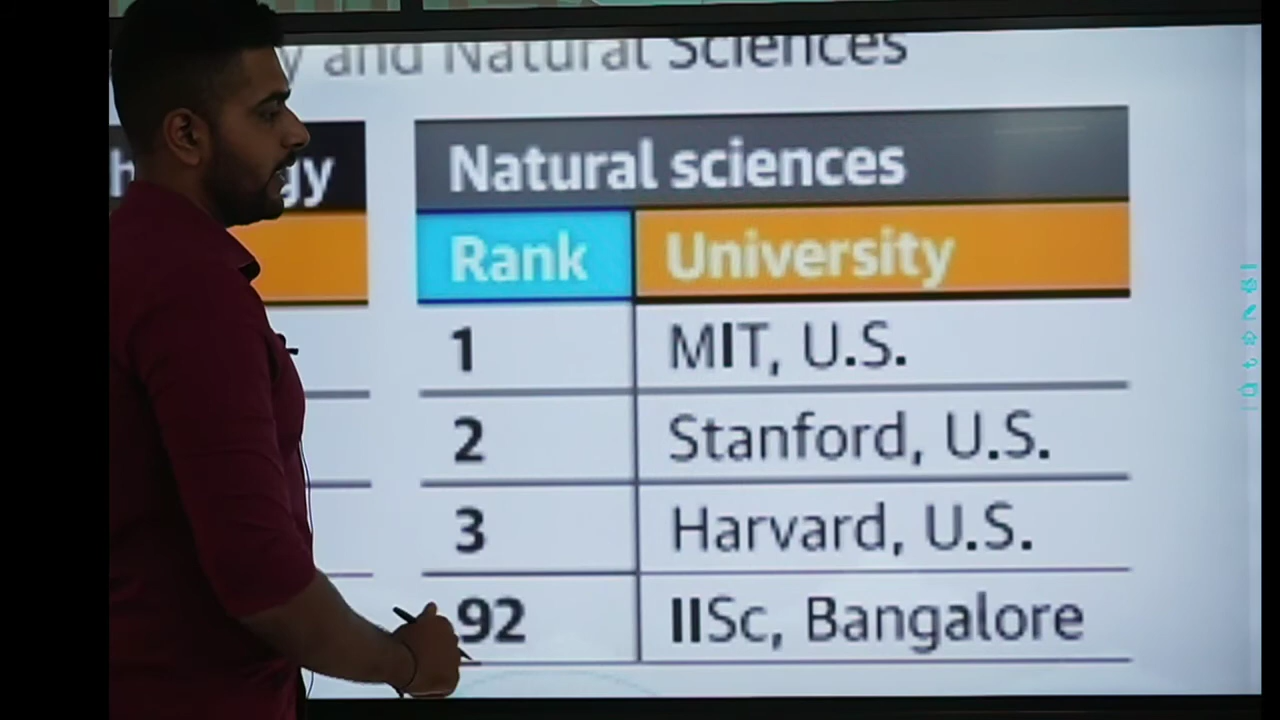 and Natural Sciences
Natural sciences
Rank University
1 MIT, U.S.
2 Stanford, U.S.
3 Harvard, U.S.
92 IISc, Bangalore